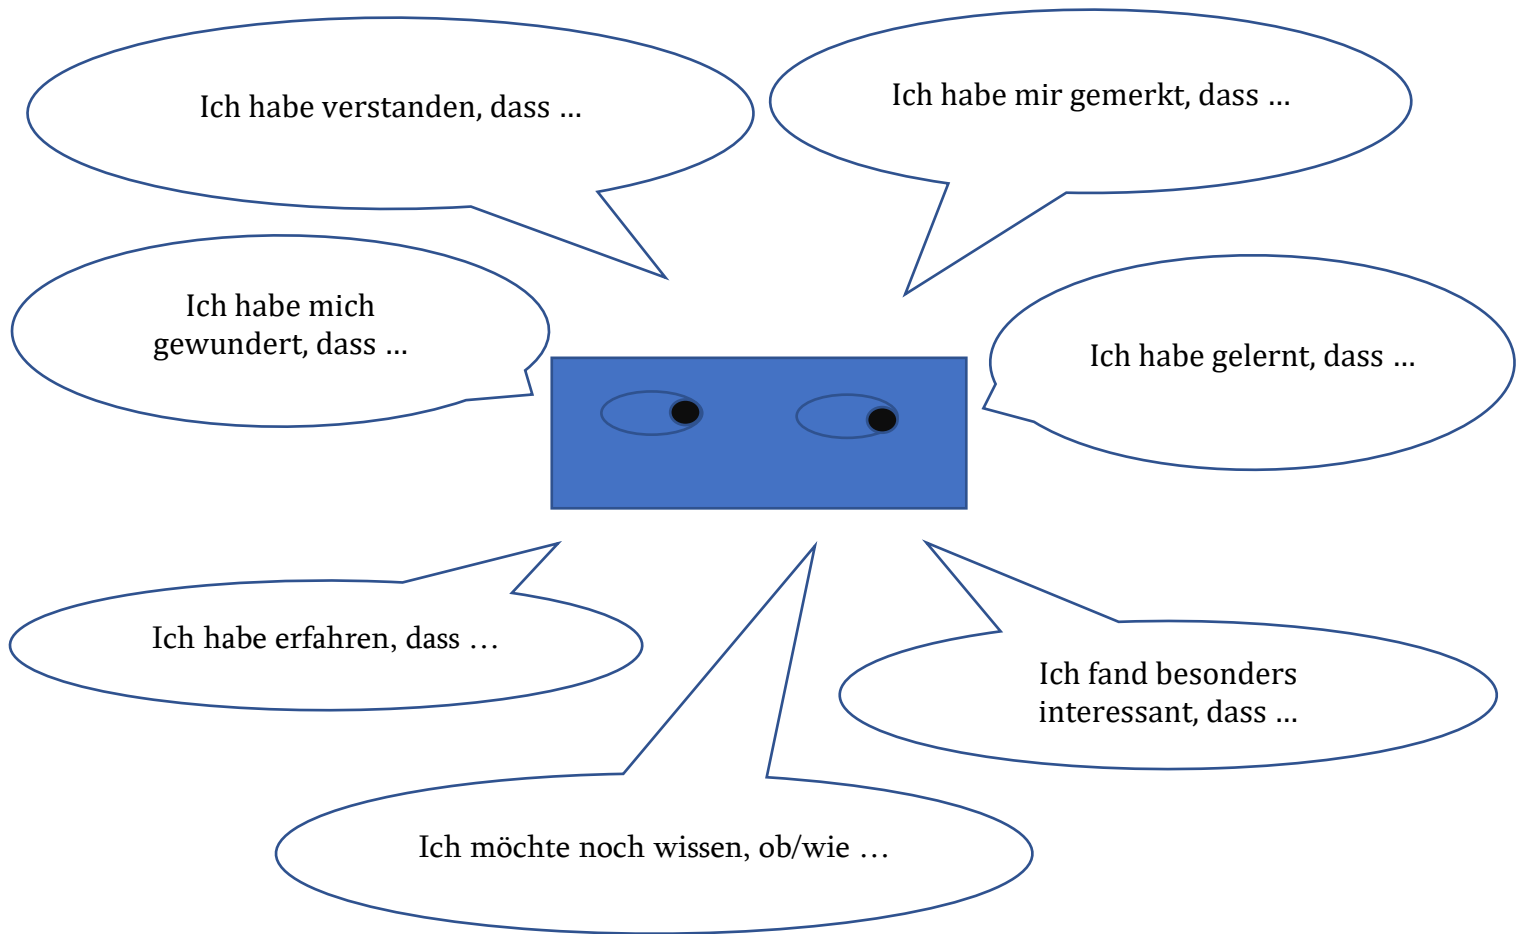 Ich habe verstanden, dass …
Ich habe mir gemerkt, dass …
Ich habe mich
gewundert, dass …
Ich habe gelernt, dass …
Ich habe erfahren, dass …
Ich fand besonders
interessant, dass …
Ich möchte noch wissen, ob/wie …